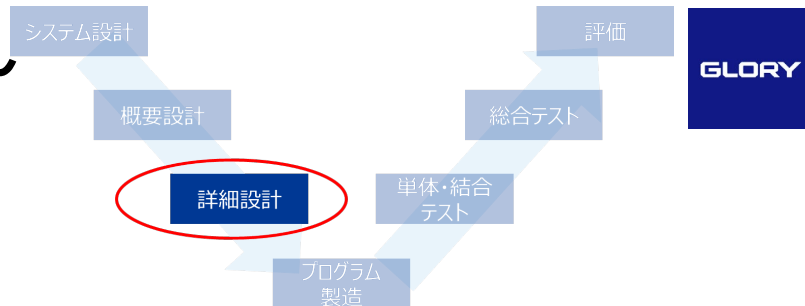 システム設計
評価
GLORY
概要設計
総合テスト
詳細設計
単体・結合
テスト
プログラム
製造